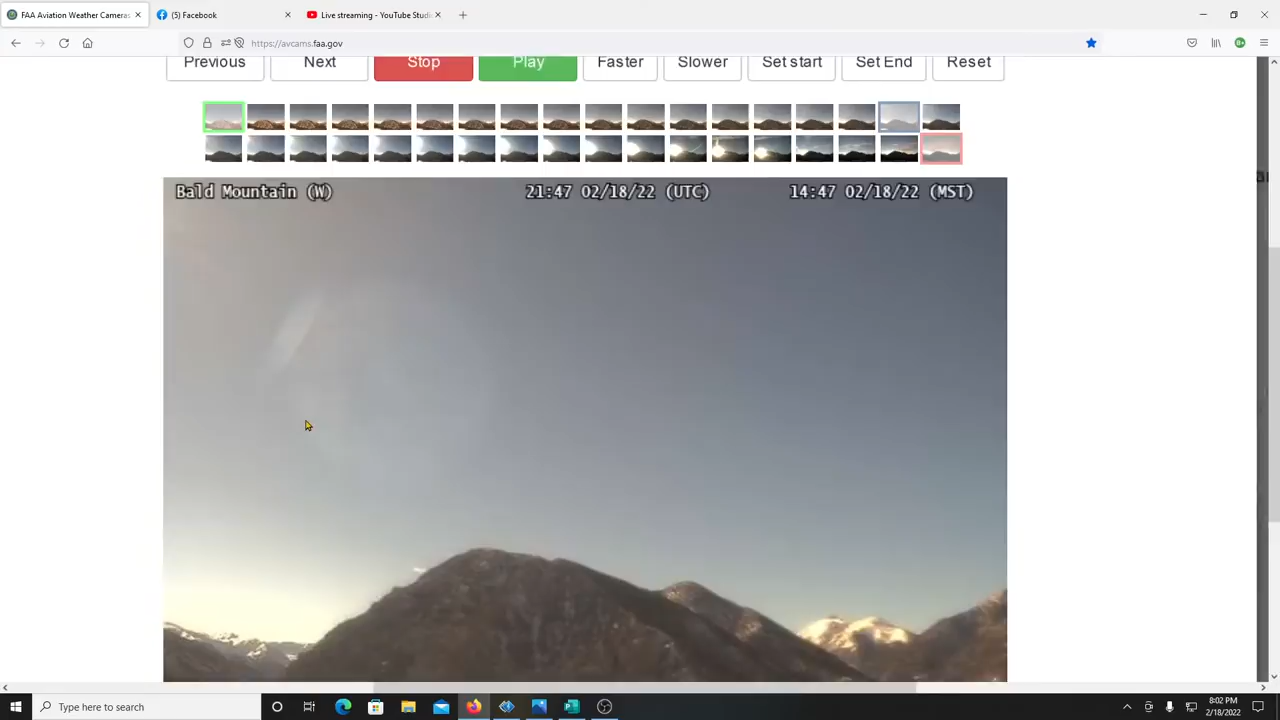 FAA Aviation Weather Cameras
(5) Facebook
Live streaming - YouTube Studi
https://avcams.faa.gov
Previous
Next
Stop
Play
Faster
Slower
Set start
Set End
Reset
Bald Mountain (W)
21:47 02/18/22 (UTC)
14:47 02/18/22 (MST)
Type here to search
8:02 PM
2/18/2022